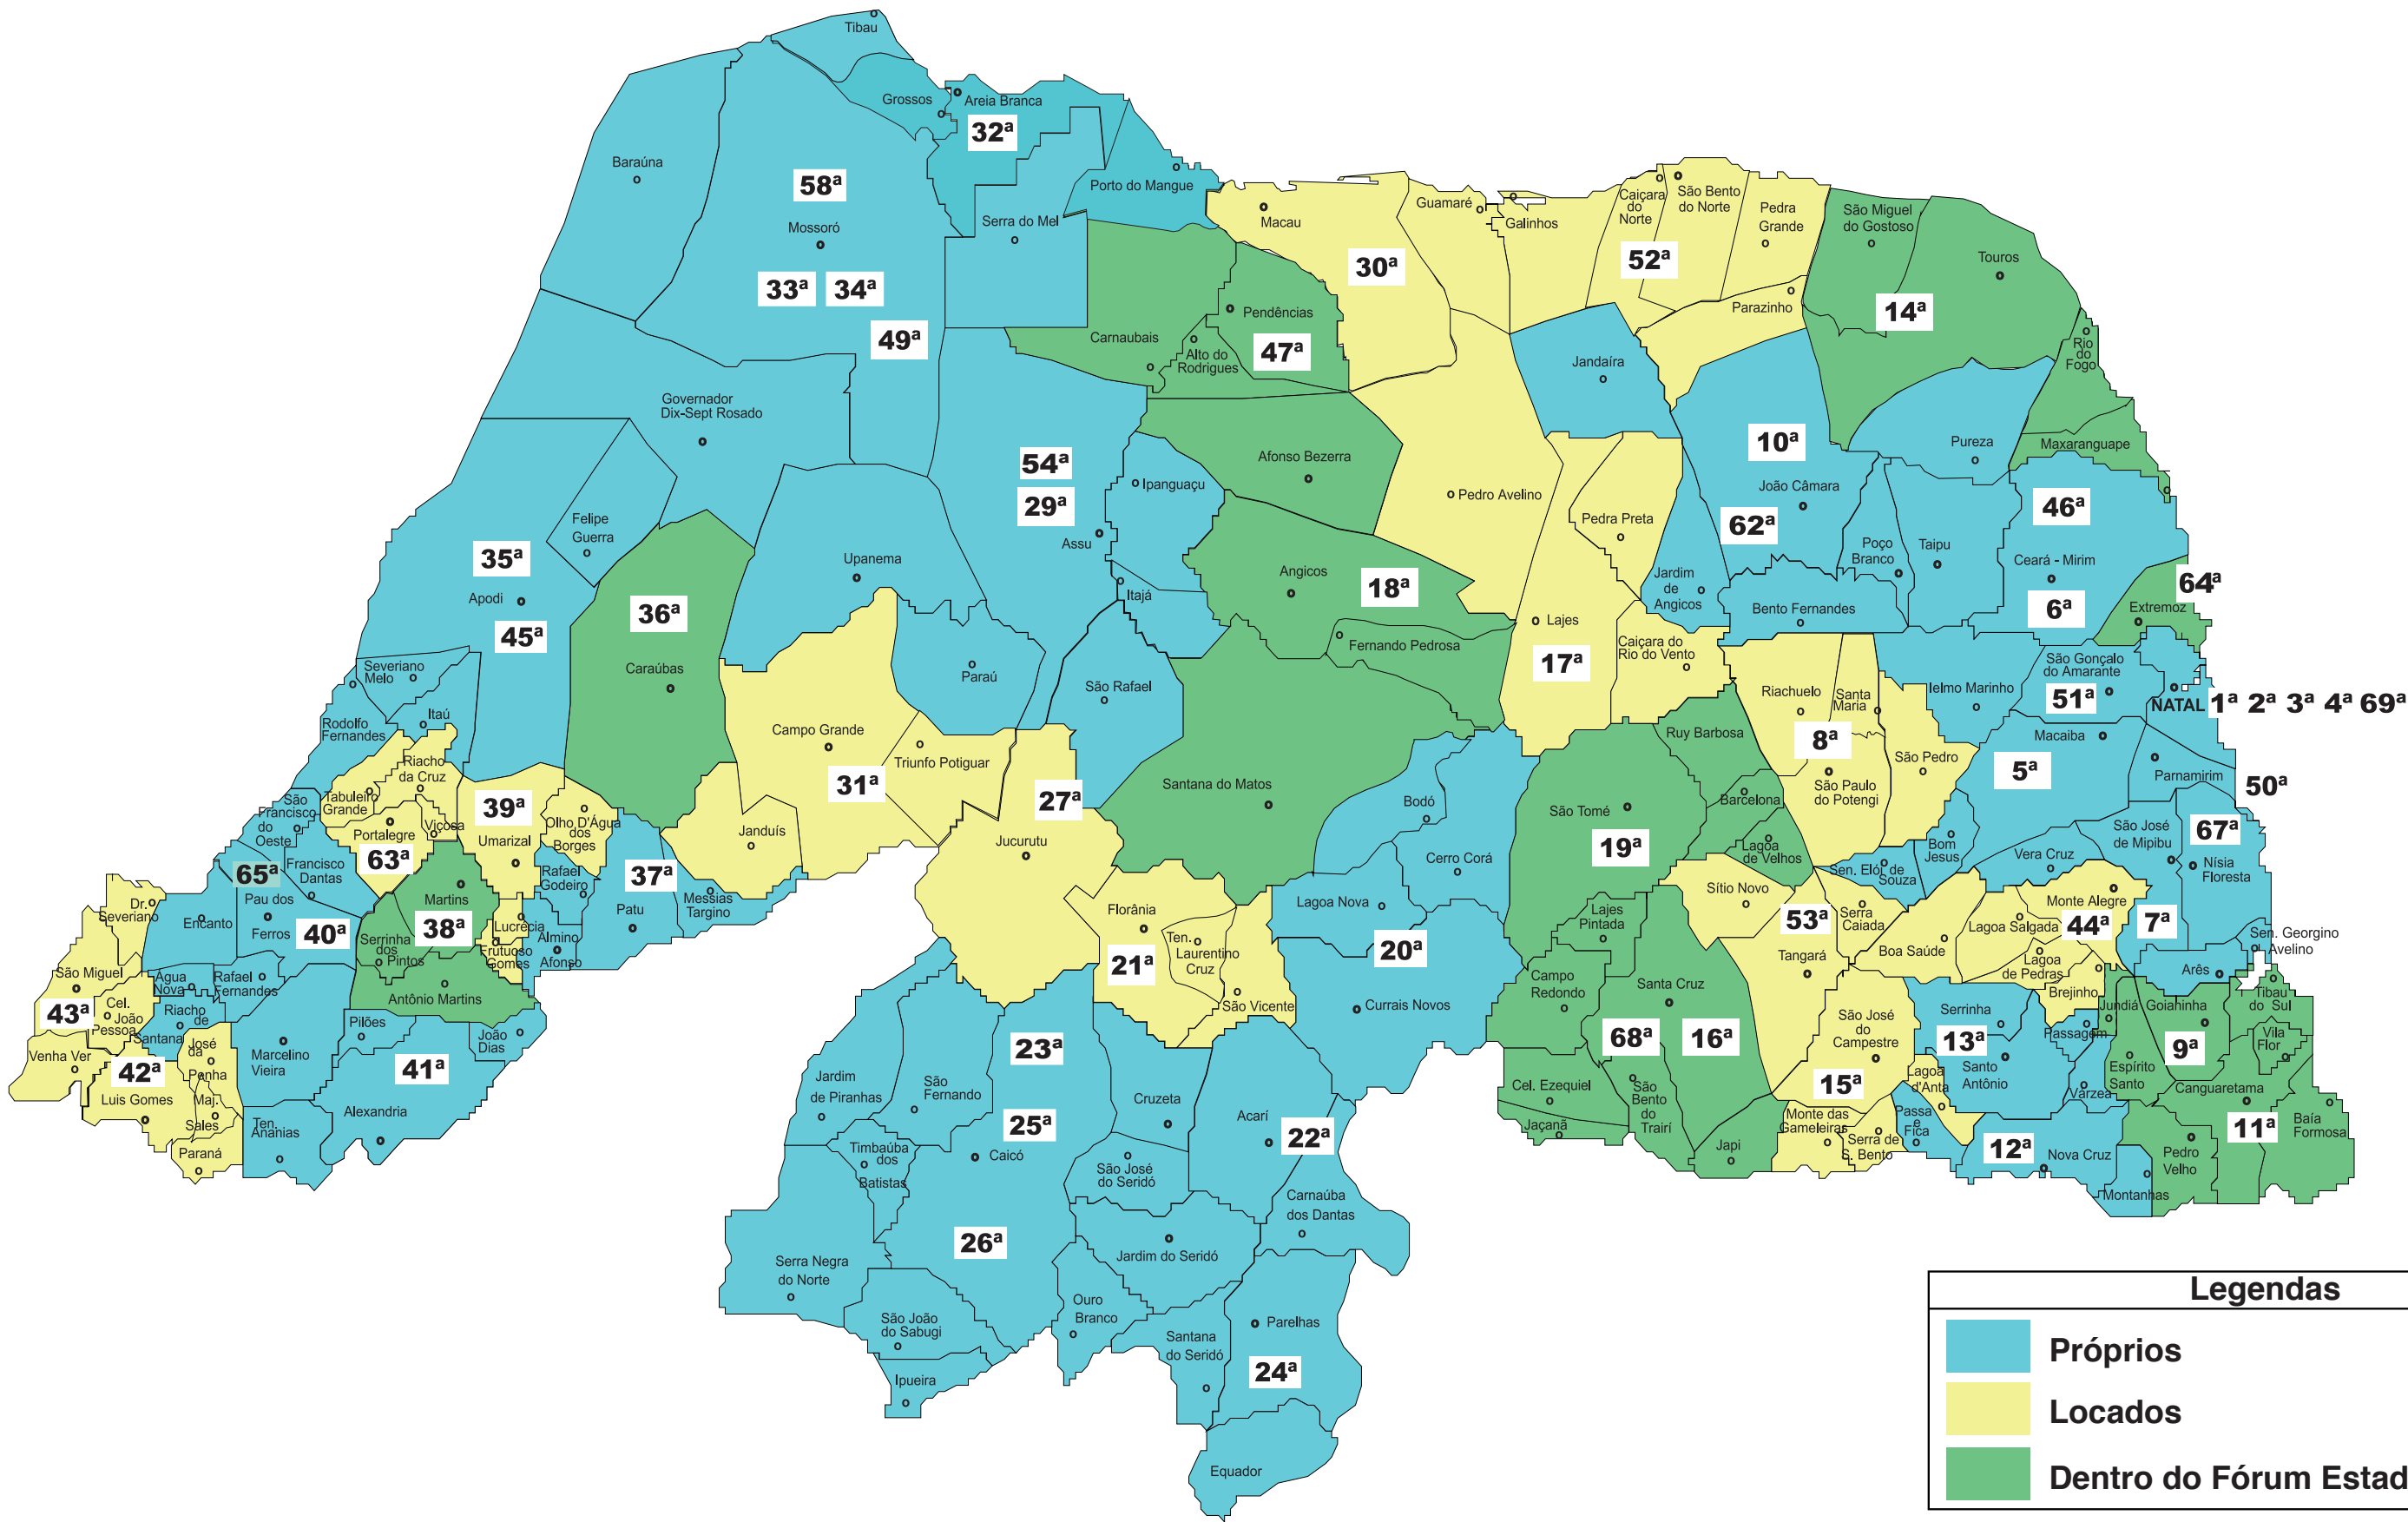 Tibau
Grossos
Areia Branca
32ª
Baraúna
58ª
Porto do Mangue
Mossoró
Serra do Mel
33ª 34ª
49ª
Macau
Guamaré
Galinhos
Caiçara
do
Norte
São Bento
do Norte
Pedra
Grande
São Miguel
do Gostoso
30ª
52ª
Touros
Parazinho
14ª
Pendências
47ª
Carnaubais
Alto do
Rodrigues
Rio
do
Fogo
Jandaíra
Governador
Dix-Sept Rosado
10ª
Pureza
Maxaranguape
54ª
Afonso Bezerra
29ª
Ipanguaçu
Pedro Avelino
João Câmara
46ª
Felipe
Guerra
Assu
Pedra Preta
62ª
35ª
Upanema
Poço
Branco
Taipu
Ceará - Mirim
Apodi
Angicos
18ª
Jardim
de
Angicos
64ª
Itajá
Bento Fernandes
6ª
Extremoz
36ª
45ª
Lajes
Fernando Pedrosa
Caiçara do
Rio do Vento
17ª
Severiano
Melo
Caraúbas
Paraú
São Rafael
Riachuelo
Santa
Maria
Ielmo Marinho
São Gonçalo
do Amarante
51ª
NATAL 1ª 2ª 3ª 4ª 69ª
Itaú
Rodolfo
Fernandes
Campo Grande
Triunfo Potiguar
Ruy Barbosa
8ª
Macaiba
Riacho
da Cruz
31ª
São Pedro
5ª
Parnamirim
50ª
Tabuleiro
Grande
39ª
27ª
Santana do Matos
Bodó
São Paulo
do Potengi
Barcelona
São
Francisco
do
Oeste
Portalegre
Viçosa
Olho D'Água
dos
Borges
São Tomé
Janduís
Umarizal
63ª
Jucurutu
19ª
Lagoa
de Velhos
Bom
Jesus
São José
de Mipibu
67ª
Vera Cruz
Nísia
Floresta
65ª
Francisco
Dantas
Rafael
Godeiro
37ª
Cerro Corá
Sen. Elói de
Souza
Martins
Messias
Targino
Sítio Novo
Monte Alegre
Dr.
Severiano
Pau dos
Ferros
Encanto
40ª
38ª
Lucrécia
Patu
Florânia
Lagoa Nova
Lajes
Pintada
53ª
Serra
Caiada
Lagoa Salgada
44ª
7ª
Serrinha
dos
Pintos
Frutuoso
Gomes
Almino
Afonso
Ten.
Laurentino
Cruz
20ª
Boa Saúde
Sen. Georgino
Avelino
21ª
Tangará
Lagoa
de Pedras
Arês
São Miguel
Água
Nova
Rafael
Fernandes
Campo
Redondo
Santa Cruz
Antônio Martins
São Vicente
Currais Novos
Brejinho
Jundiá
Goianinha
Tibau
do Sul
Cel.
João
Pessoa
43ª
Riacho
de
Santana
Pilões
João
Dias
68ª
16ª
São José
do
Campestre
Serrinha
Passagem
Vila
Flor
José
da
Penha
Marcelino
Vieira
23ª
13ª
9ª
Venha Ver
42ª
41ª
Jardim
de Piranhas
São
Fernando
Santo
Antônio
Espírito
Santo
Cel. Ezequiel
15ª
Lagoa
d'Anta
Várzea
Canguaretama
Luis Gomes
Maj.
Sales
Alexandria
Cruzeta
Acarí
São
Bento
do
Trairí
Monte das
Gameleiras
Passa
e
Fica
Baía
Formosa
Ten.
Ananias
25ª
Jaçanã
11ª
22ª
Paraná
Timbaúba
dos
Batistas
Caicó
São José
do Seridó
Japi
Serra de
S. Bento
12ª
Nova Cruz
Pedro
Velho
Montanhas
Carnaúba
dos Dantas
26ª
Jardim do Seridó
Serra Negra
do Norte
Ouro
Branco
São João
do Sabugi
Parelhas
Santana
do Seridó
24ª
Ipueira
Equador
Legendas
Próprios
Locados
Dentro do Fórum Estad